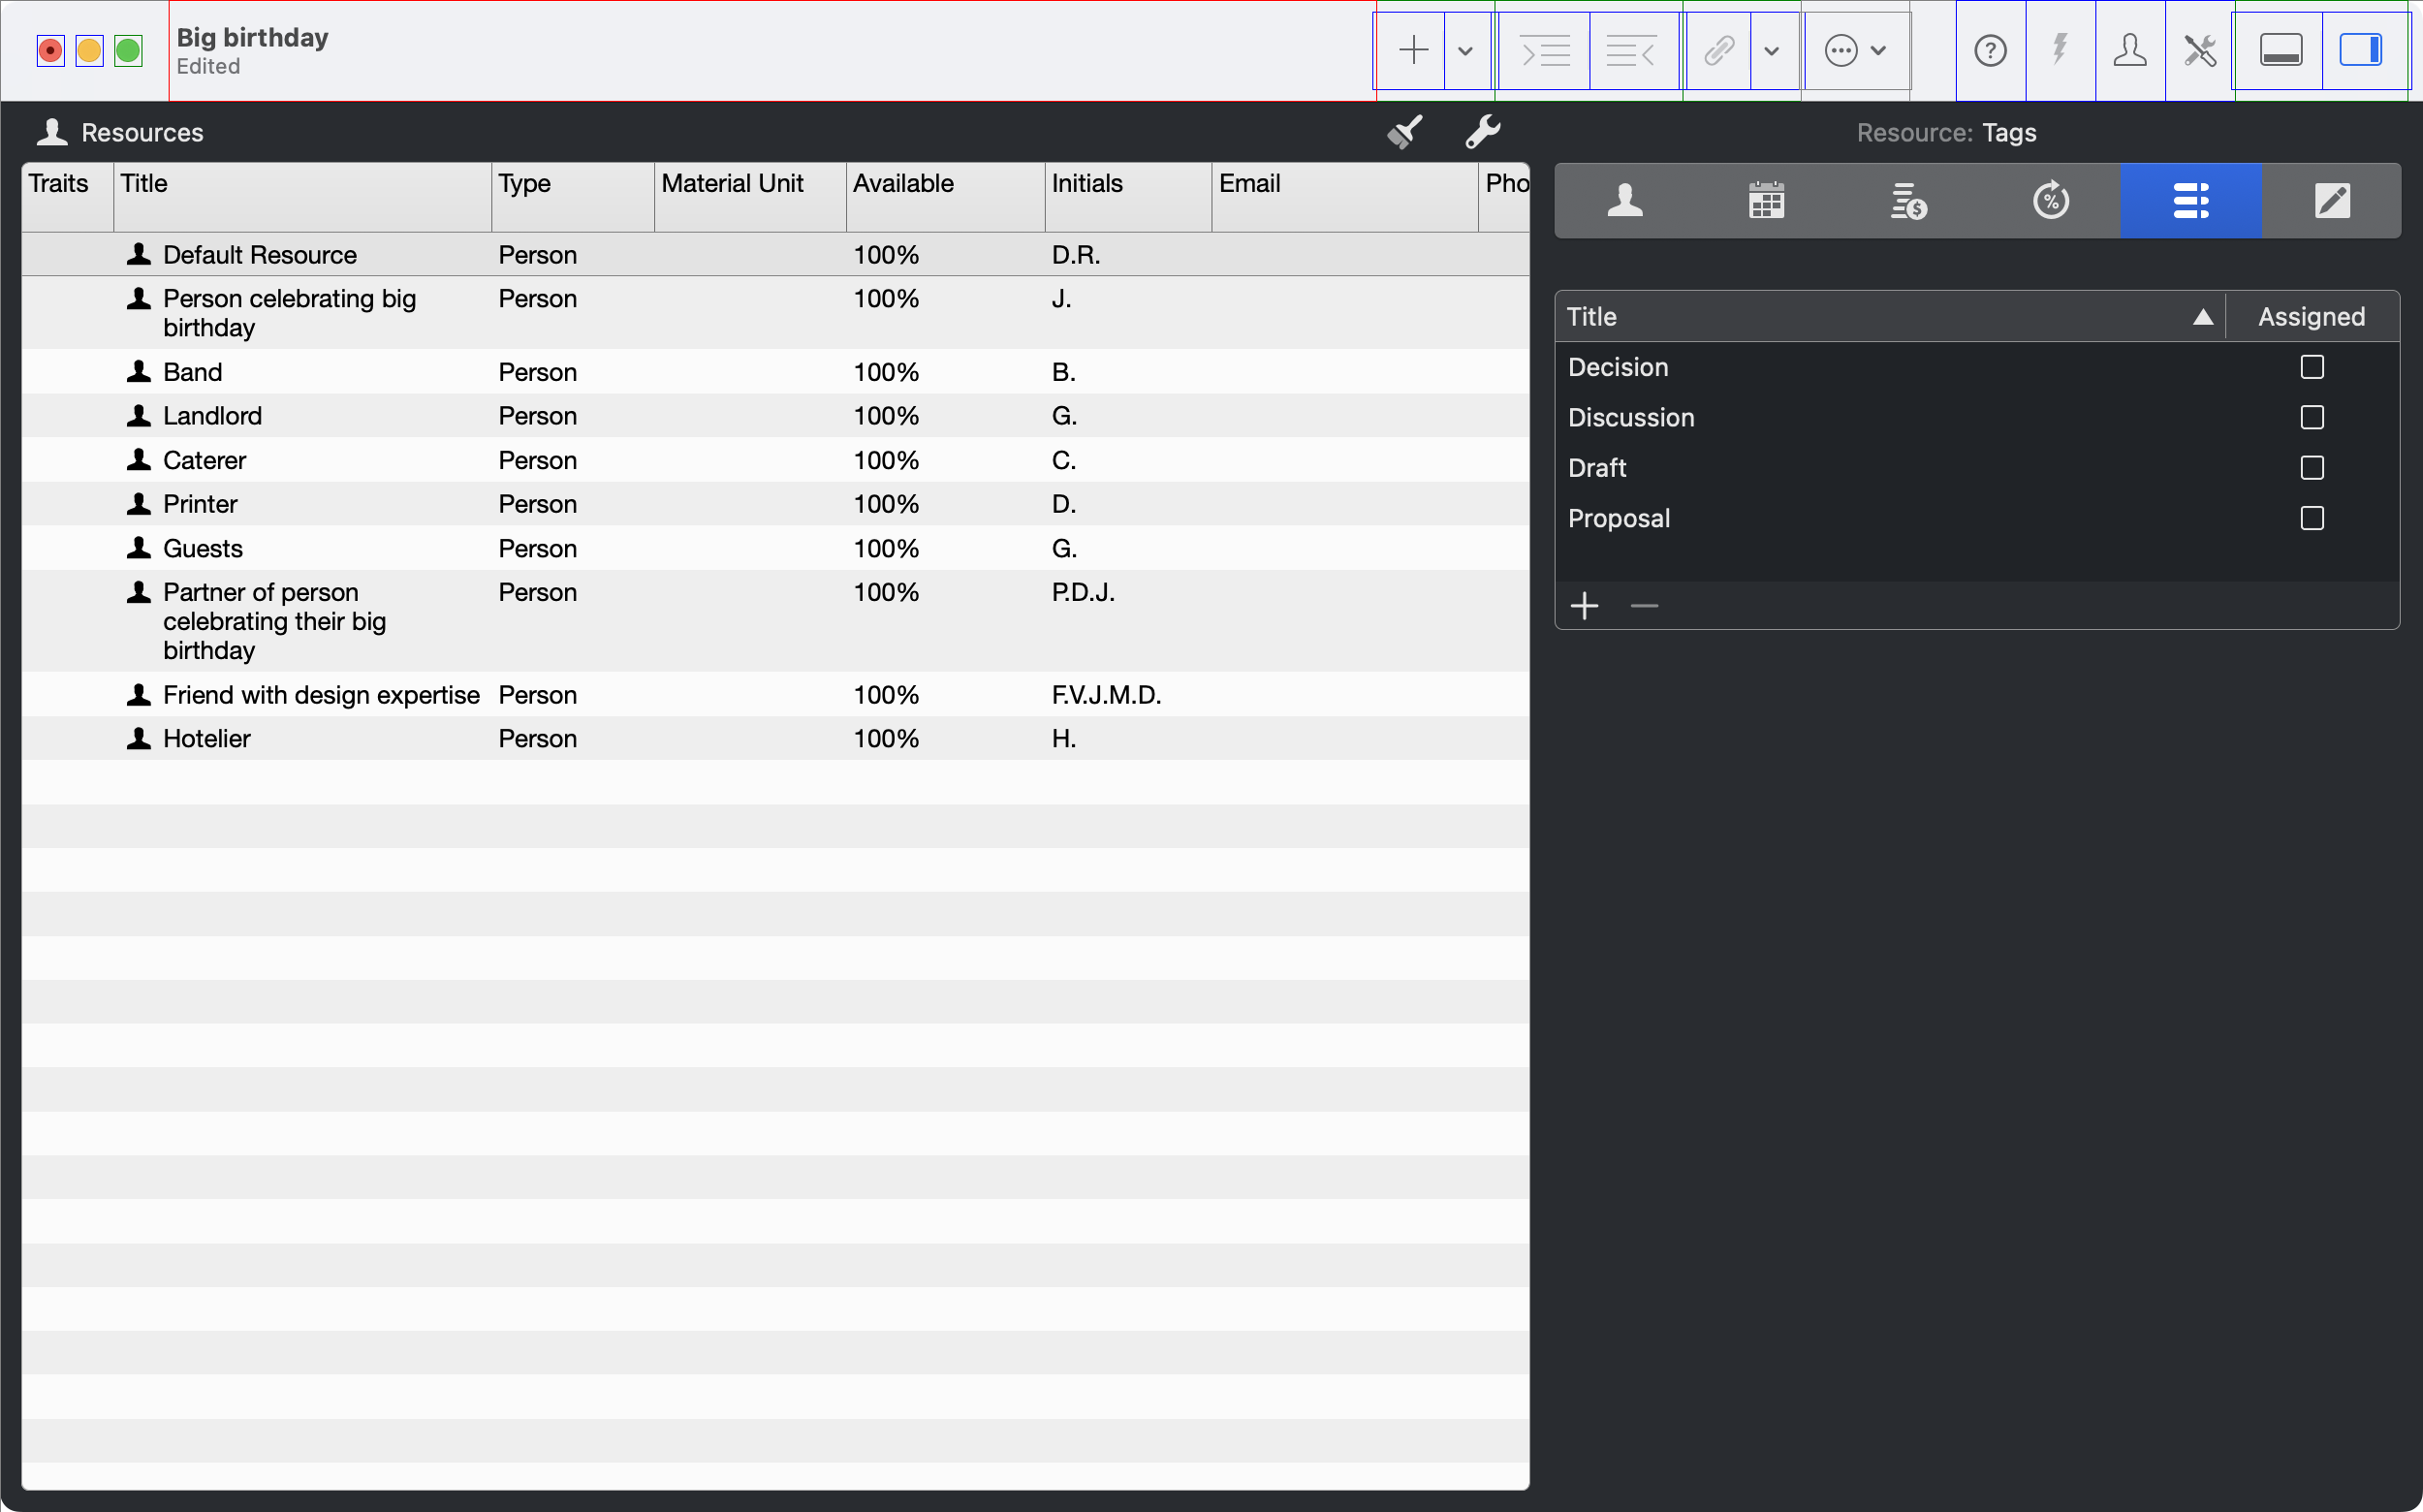 Big birthday
Edited
Resources
Resource: Tags
Traits Title Type Material Unit Available Initials Email Pho
Default Resource Person 100% D.R.
Person celebrating big Person 100% J.
birthday
Band Person 100% B.
Landlord Person 100% G.
Caterer Person 100% C.
Printer Person 100% D.
Guests Person 100% G.
Partner of person Person 100% P.D.J.
celebrating their big
birthday
Friend with design expertise Person 100% F.V.J.M.D.
Hotelier Person 100% H.
Title Assigned
Decision
Discussion
Draft
Proposal